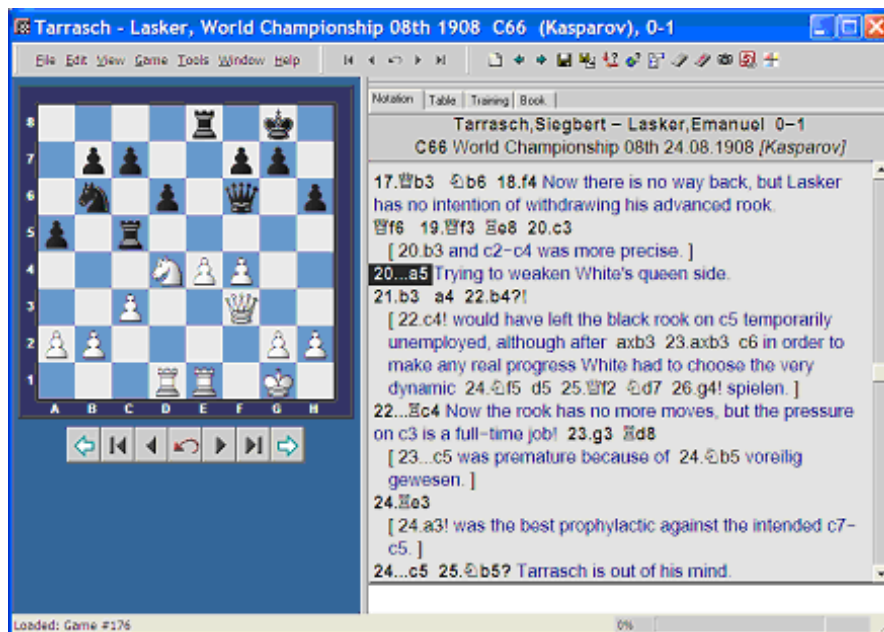 Tarrasch - Lasker, World Championship 08th 1908 C66 (Kasparov), 0-1
File Edit View Game Tools Window Help
Notation Table Training Book
Tarrasch,Siegbert – Lasker,Emanuel 0–1
C66 World Championship 08th 24.08.1908 [Kasparov]
17.♕b3 ♘b6 18.f4 Now there is no way back, but Lasker
has no intention of withdrawing his advanced rook.
♕f6 19.♕f3 ♖e8 20.c3
[ 20.b3 and c2–c4 was more precise. ]
20...a5 Trying to weaken White's queen side.
21.b3 a4 22.b4?!
[ 22.c4! would have left the black rook on c5 temporarily
unemployed, although after axb3 23.axb3 c6 in order to
make any real progress White had to choose the very
dynamic 24.♘f5 d5 25.♕f2 ♘d7 26.g4! spielen. ]
22...♖c4 Now the rook has no more moves, but the pressure
on c3 is a full–time job! 23.g3 ♖d8
[ 23...c5 was premature because of 24.♘b5 voreilig
gewesen. ]
24.♖e3
[ 24.a3! was the best prophylactic against the intended c7–
c5. ]
24...c5 25.♘b5? Tarrasch is out of his mind.
8
7
6
5
4
3
2
1
A B C D E F G H
Loaded: Game #176
0%